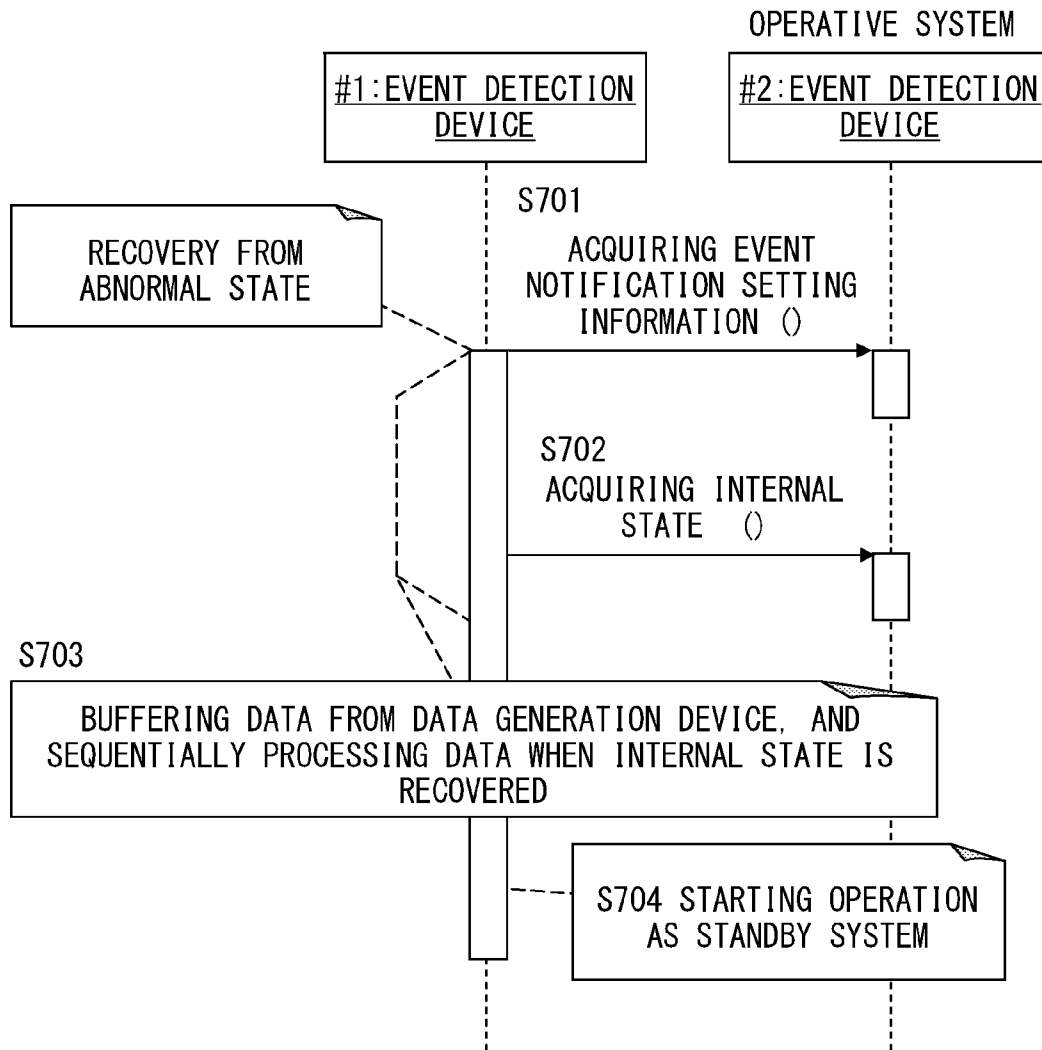 OPERATIVE SYSTEM
#1:EVENT DETECTION
DEVICE
#2:EVENT DETECTION
DEVICE
S701
RECOVERY FROM
ABNORMAL STATE
ACQUIRING EVENT
NOTIFICATION SETTING
INFORMATION ()
S702
ACQUIRING INTERNAL
STATE ()
S703
BUFFERING DATA FROM DATA GENERATION DEVICE, AND
SEQUENTIALLY PROCESSING DATA WHEN INTERNAL STATE IS
RECOVERED
S704 STARTING OPERATION
AS STANDBY SYSTEM